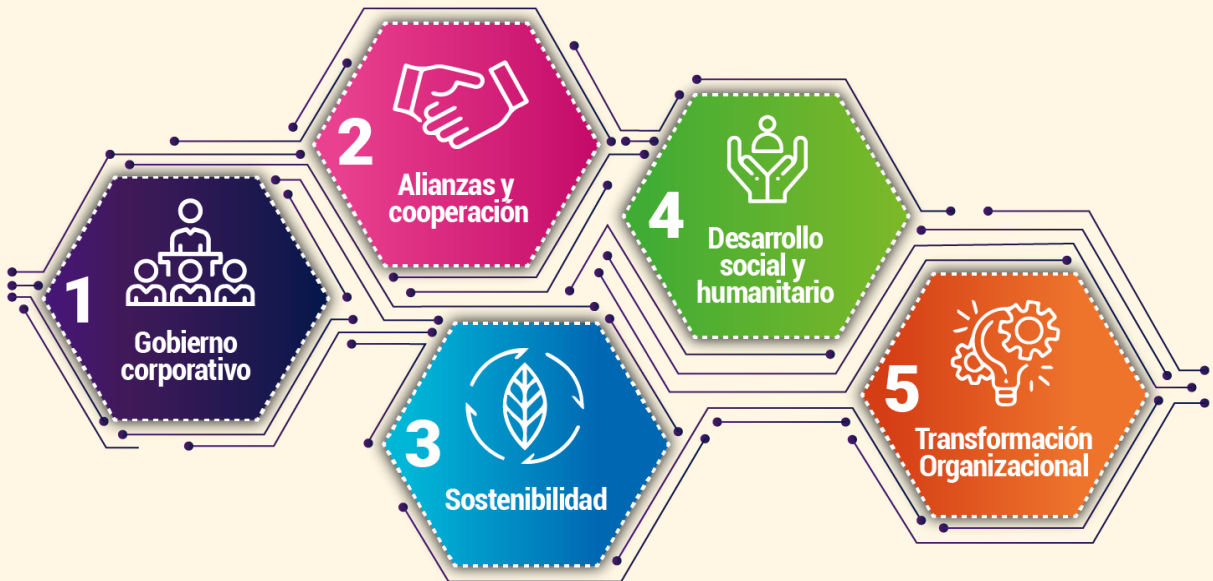 1
Gobierno
corporativo
2
Alianzas y
cooperación
3
Sostenibilidad
4
Desarrollo
social y
humanitario
5
Transformación
Organizacional